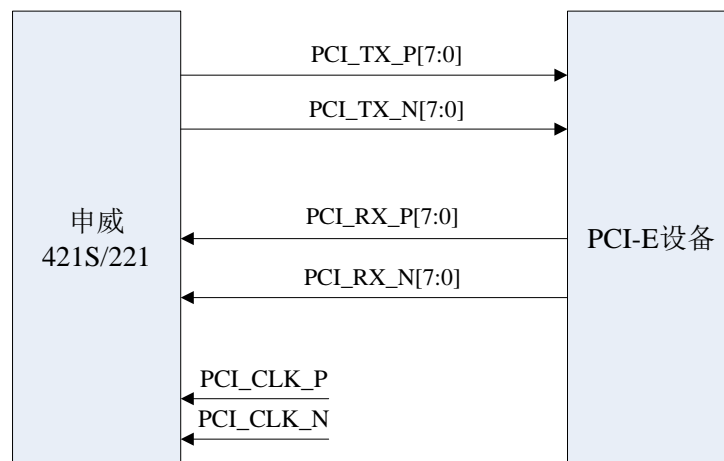 PCI_TX_P[7:0]
PCI_TX_N[7:0]
申威
421S/221
PCI_RX_P[7:0]
PCI-E设备
PCI_RX_N[7:0]
PCI_CLK_P
PCI_CLK_N